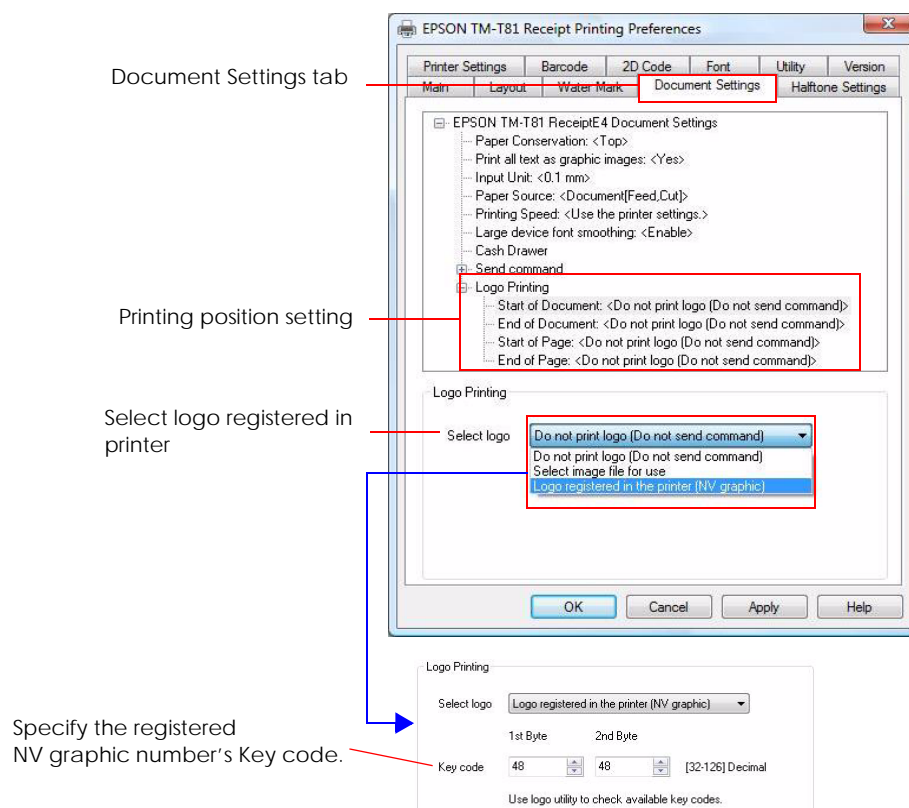 EPSON TM-T81 Receipt Printing Preferences
Printer Settings Barcode 2D Code Font Utility Version
Document Settings tab
Main Layout Water Mark Document Settings Halftone Settings
EPSON TM-T81 ReceiptE4 Document Settings
Paper Conservation: <Top>
Print all text as graphic images: <Yes>
Input Unit: <0.1 mm>
Paper Source: <Document[Feed,Cut]>
Printing Speed: <Use the printer settings.>
Large device font smoothing: <Enable>
Cash Drawer
Send command
Logo Printing
Printing position setting
Start of Document: <Do not print logo (Do not send command)>
End of Document: <Do not print logo (Do not send command)>
Start of Page: <Do not print logo (Do not send command)>
End of Page: <Do not print logo (Do not send command)>
Logo Printing
Select logo registered in
printer
Select logo Do not print logo (Do not send command)
Do not print logo (Do not send command)
Select image file for use
Logo registered in the printer (NV graphic)
OK Cancel Apply Help
Logo Printing
Select logo Logo registered in the printer (NV graphic)
1st Byte 2nd Byte
Specify the registered
NV graphic number's Key code.
Key code 48 48 [32-126] Decimal
Use logo utility to check available key codes.